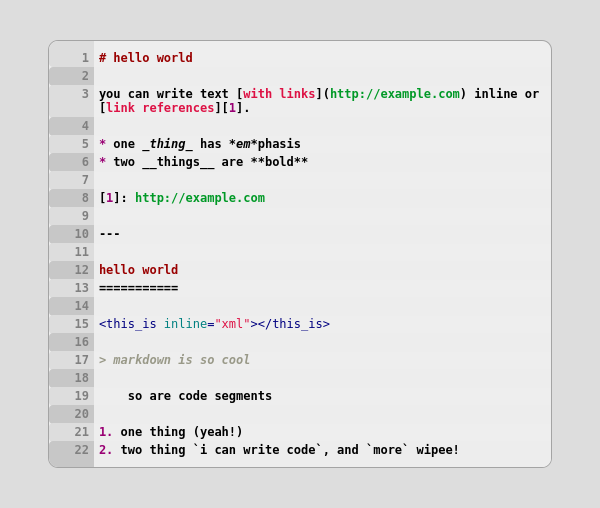 1 # hello world
2
3 you can write text [with links](http://example.com) inline or
[link references][1].
4
5 * one _thing_ has *em*phasis
6 * two __things__ are **bold**
7
8 [1]: http://example.com
9
10 ---
11
12 hello world
13 ===========
14
15 <this_is inline="xml"></this_is>
16
17 > markdown is so cool
18
19     so are code segments
20
21 1. one thing (yeah!)
22 2. two thing `i can write code`, and `more` wipee!